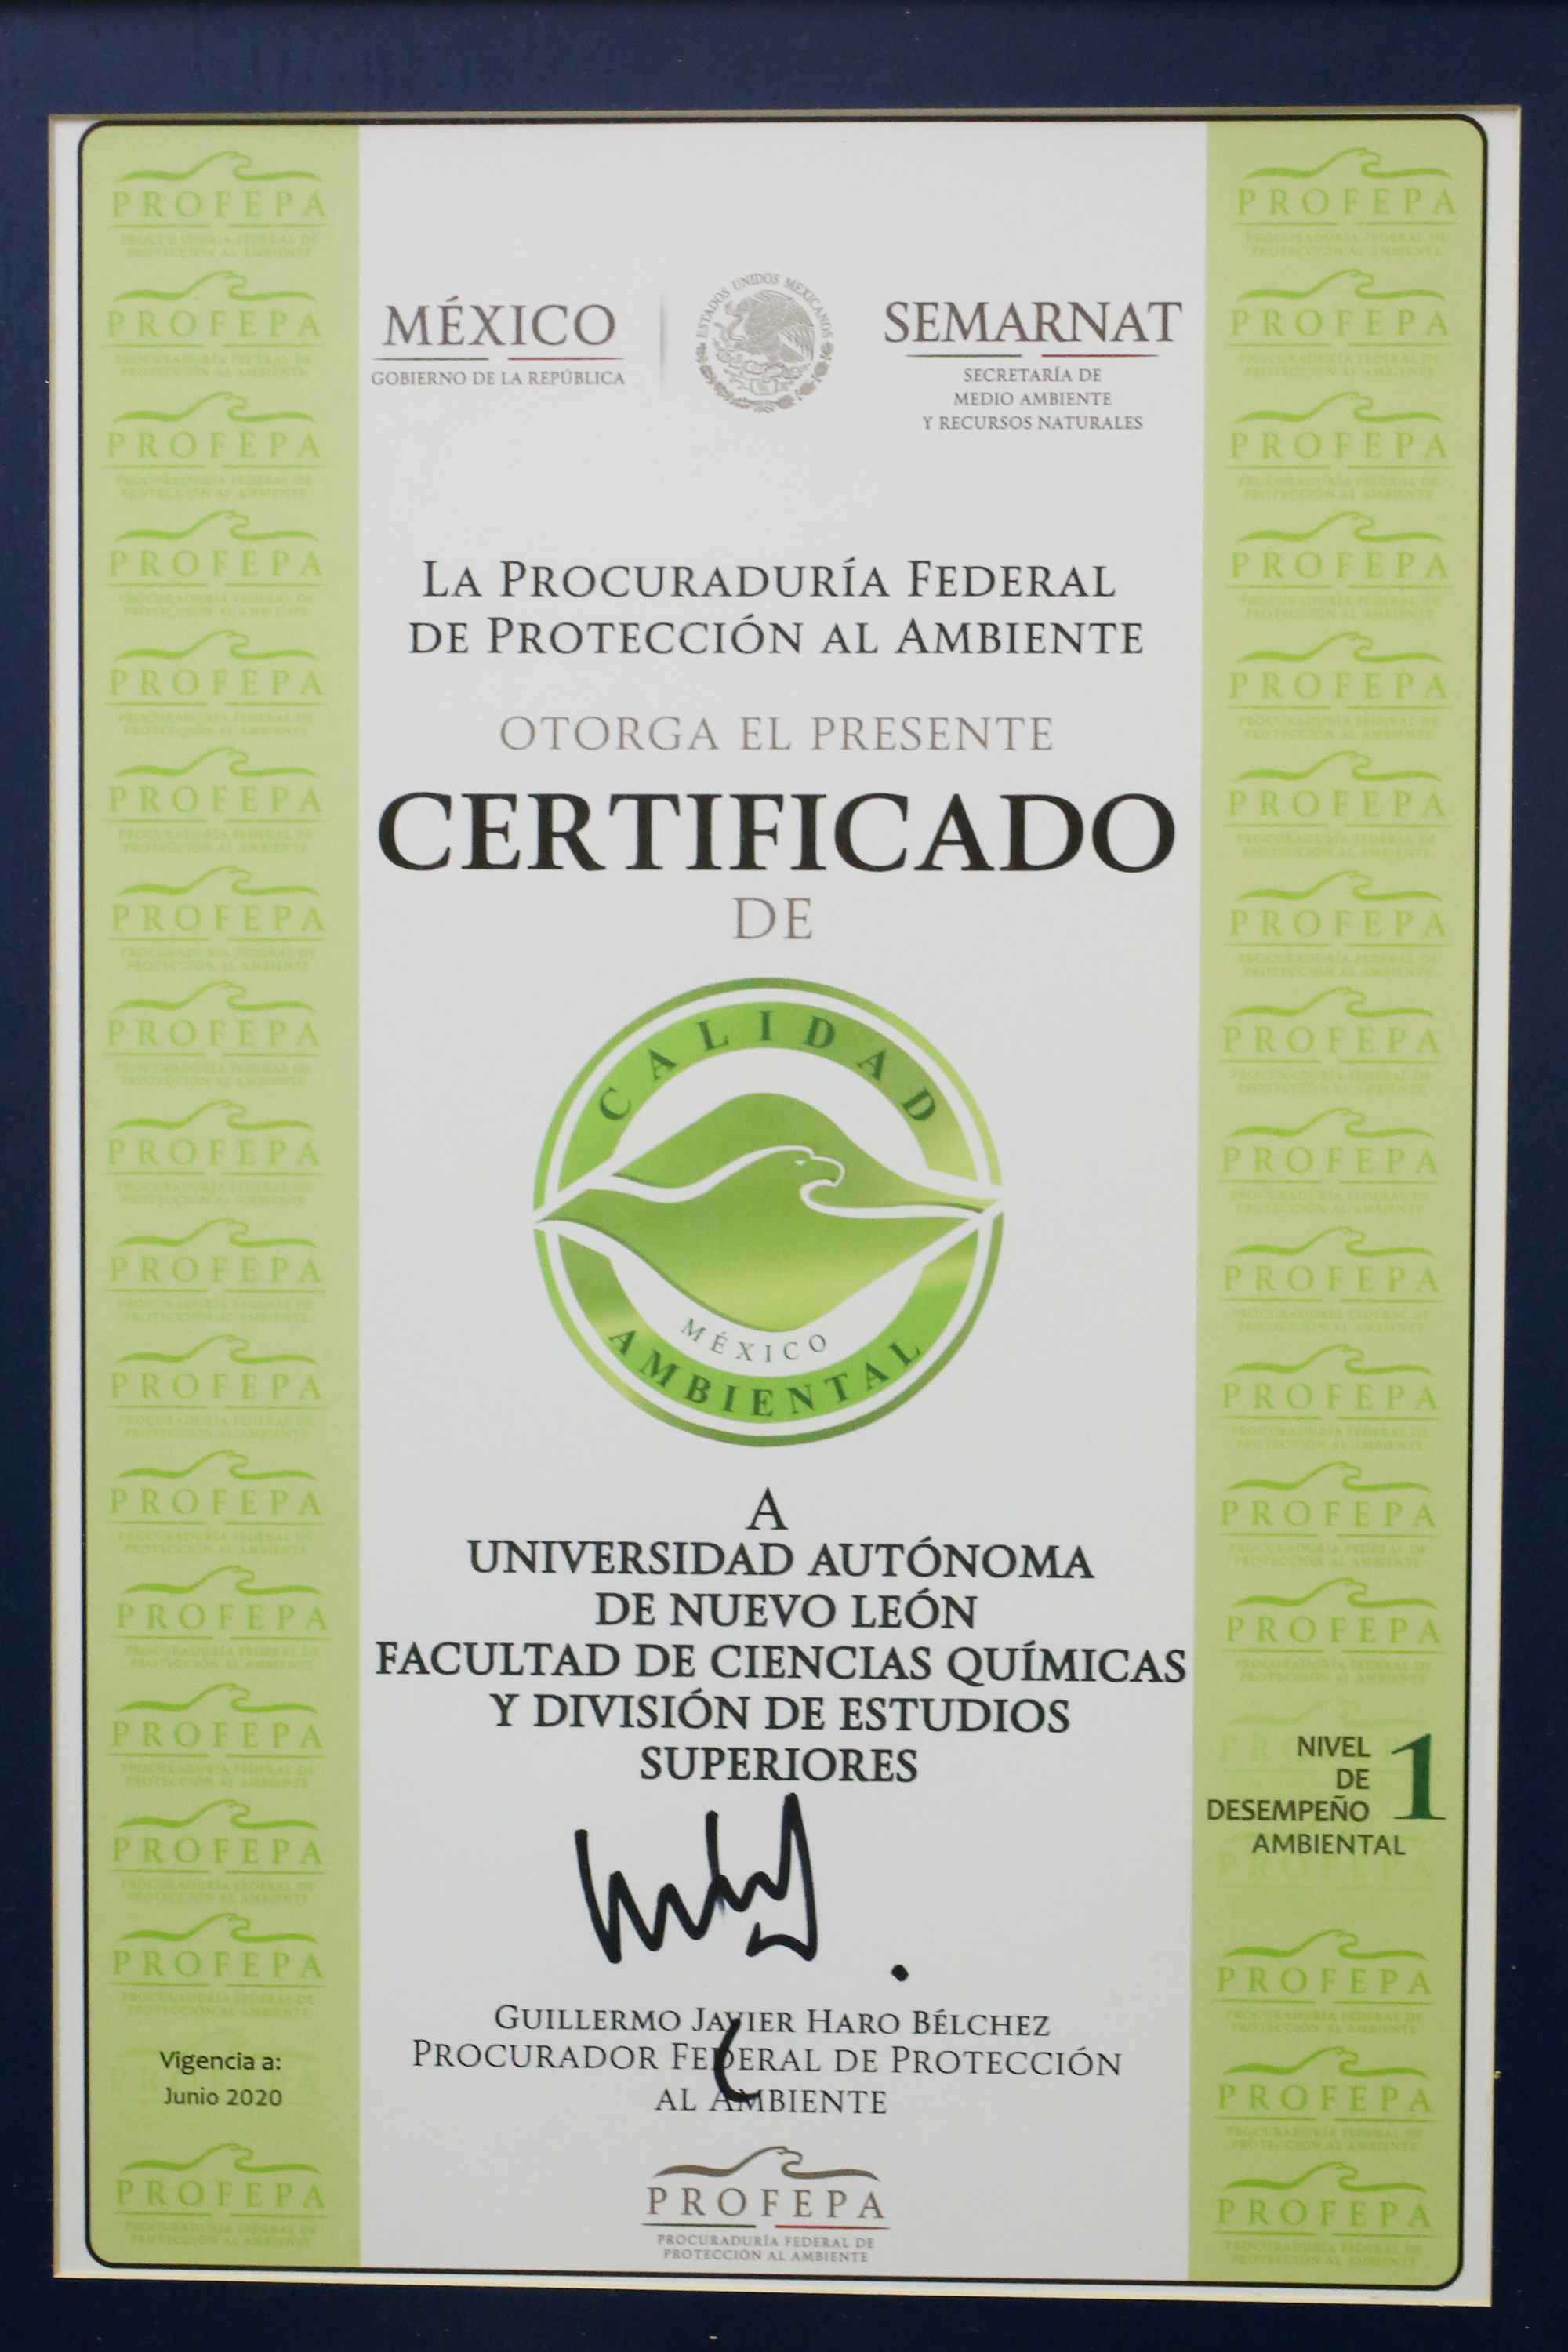 MÉXICO
GOBIERNO DE LA REPÚBLICA
ESTADOS UNIDOS MEXICANOS
SEMARNAT
SECRETARÍA DE
MEDIO AMBIENTE
Y RECURSOS NATURALES
LA PROCURADURÍA FEDERAL
DE PROTECCIÓN AL AMBIENTE
OTORGA EL PRESENTE
CERTIFICADO
DE
CALIDAD
MÉXICO
AMBIENTAL
A
UNIVERSIDAD AUTÓNOMA
DE NUEVO LEÓN
FACULTAD DE CIENCIAS QUÍMICAS
Y DIVISIÓN DE ESTUDIOS
SUPERIORES
NIVEL
DE
DESEMPEÑO 1
AMBIENTAL
GUILLERMO JAVIER HARO BÉLCHEZ
PROCURADOR FEDERAL DE PROTECCIÓN
AL AMBIENTE
Vigencia a:
Junio 2020
PROFEPA
PROCURADURÍA FEDERAL DE
PROTECCIÓN AL AMBIENTE